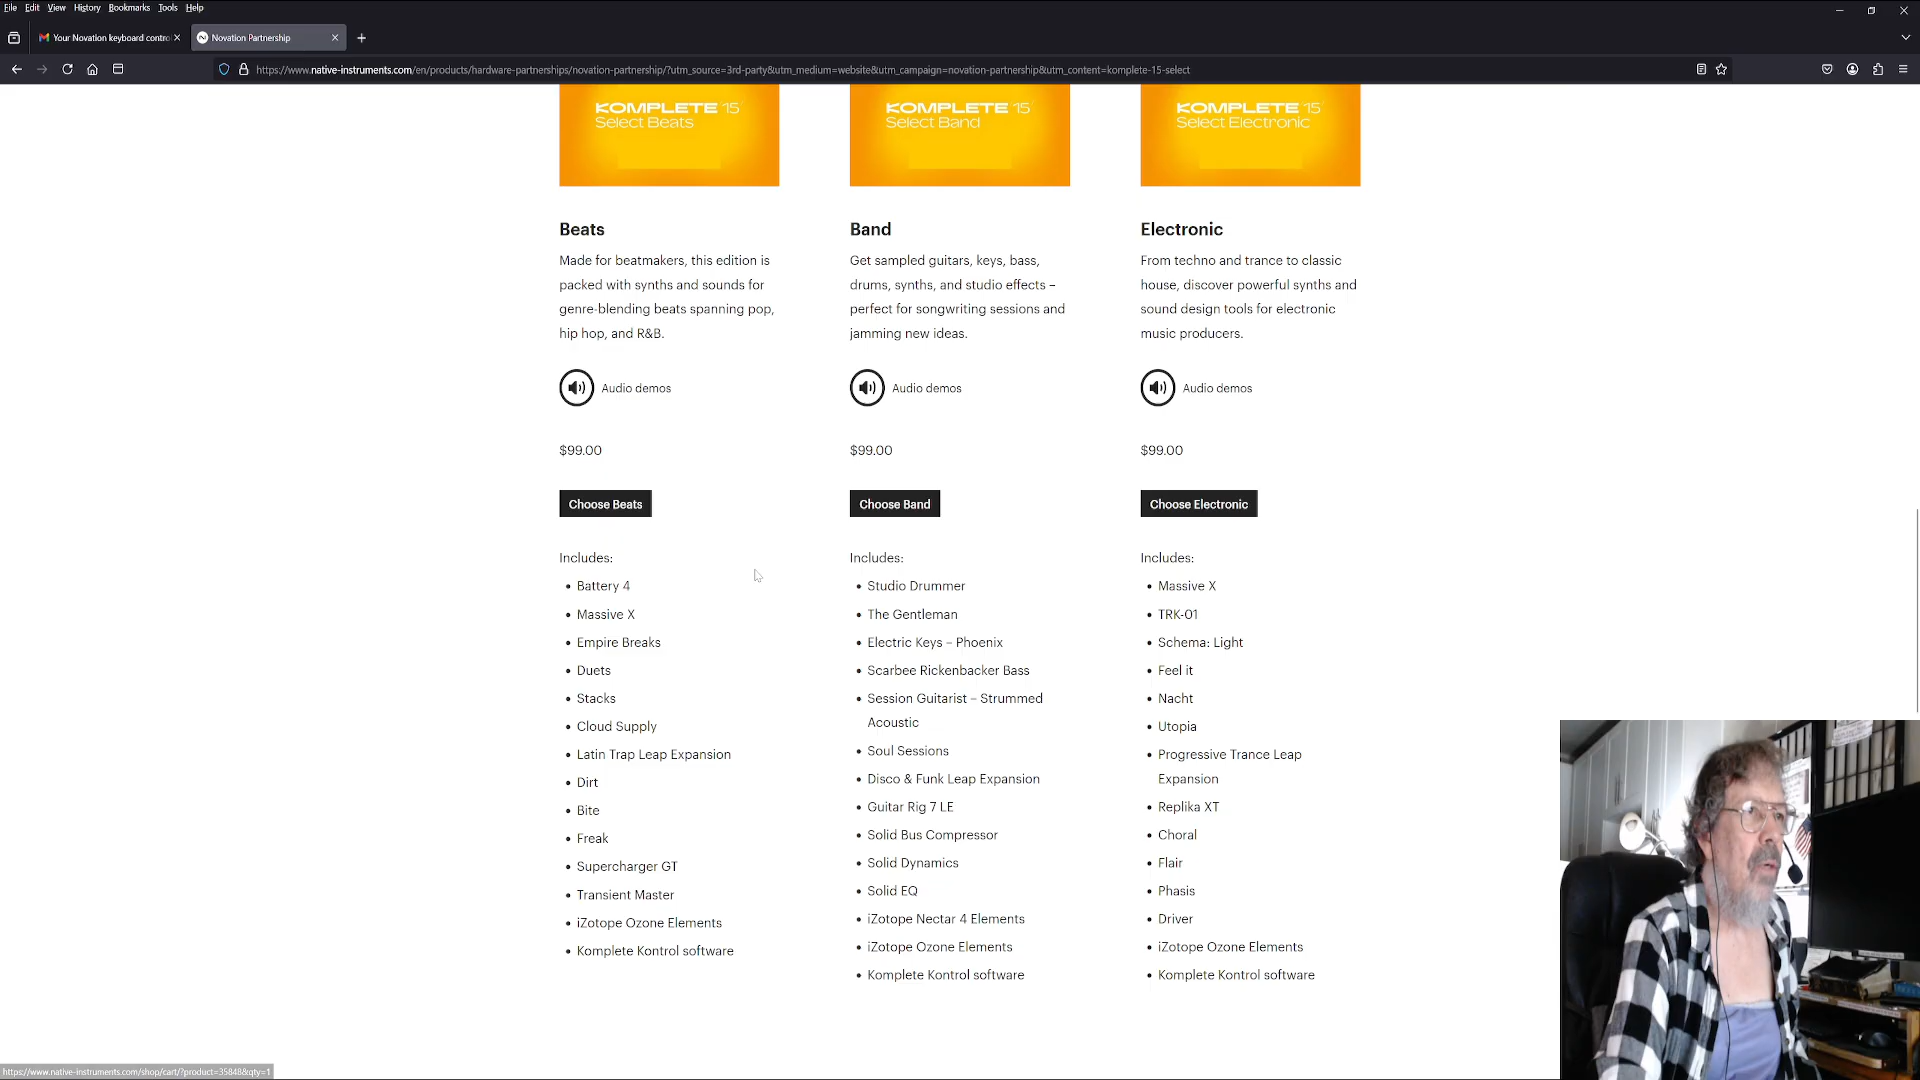 File Edit View History Bookmarks Tools Help
Your Novation keyboard contro
Novation Partnership
https://www.native-instruments.com/en/products/hardware-partnerships/novation-partnership/?utm_source=3rd-party&utm_medium=website&utm_campaign=novation-partnership&utm_content=komplete-15-select
KOMPLETE 15
Select Beats
KOMPLETE 15
Select Band
KOMPLETE 15
Select Electronic
Beats
Made for beatmakers, this edition is
packed with synths and sounds for
genre-blending beats spanning pop,
hip hop, and R&B.
Audio demos
$99.00
Choose Beats
Includes:
• Battery 4
• Massive X
• Empire Breaks
• Duets
• Stacks
• Cloud Supply
• Latin Trap Leap Expansion
• Dirt
• Bite
• Freak
• Supercharger GT
• Transient Master
• iZotope Ozone Elements
• Komplete Kontrol software
Band
Get sampled guitars, keys, bass,
drums, synths, and studio effects –
perfect for songwriting sessions and
jamming new ideas.
Audio demos
$99.00
Choose Band
Includes:
• Studio Drummer
• The Gentleman
• Electric Keys – Phoenix
• Scarbee Rickenbacker Bass
• Session Guitarist – Strummed
Acoustic
• Soul Sessions
• Disco & Funk Leap Expansion
• Guitar Rig 7 LE
• Solid Bus Compressor
• Solid Dynamics
• Solid EQ
• iZotope Nectar 4 Elements
• iZotope Ozone Elements
• Komplete Kontrol software
Electronic
From techno and trance to classic
house, discover powerful synths and
sound design tools for electronic
music producers.
Audio demos
$99.00
Choose Electronic
Includes:
• Massive X
• TRK-01
• Schema: Light
• Feel it
• Nacht
• Utopia
• Progressive Trance Leap
Expansion
• Replika XT
• Choral
• Flair
• Phasis
• Driver
• iZotope Ozone Elements
• Komplete Kontrol software
https://www.native-instruments.com/shop/cart/?product=35848&qty=1